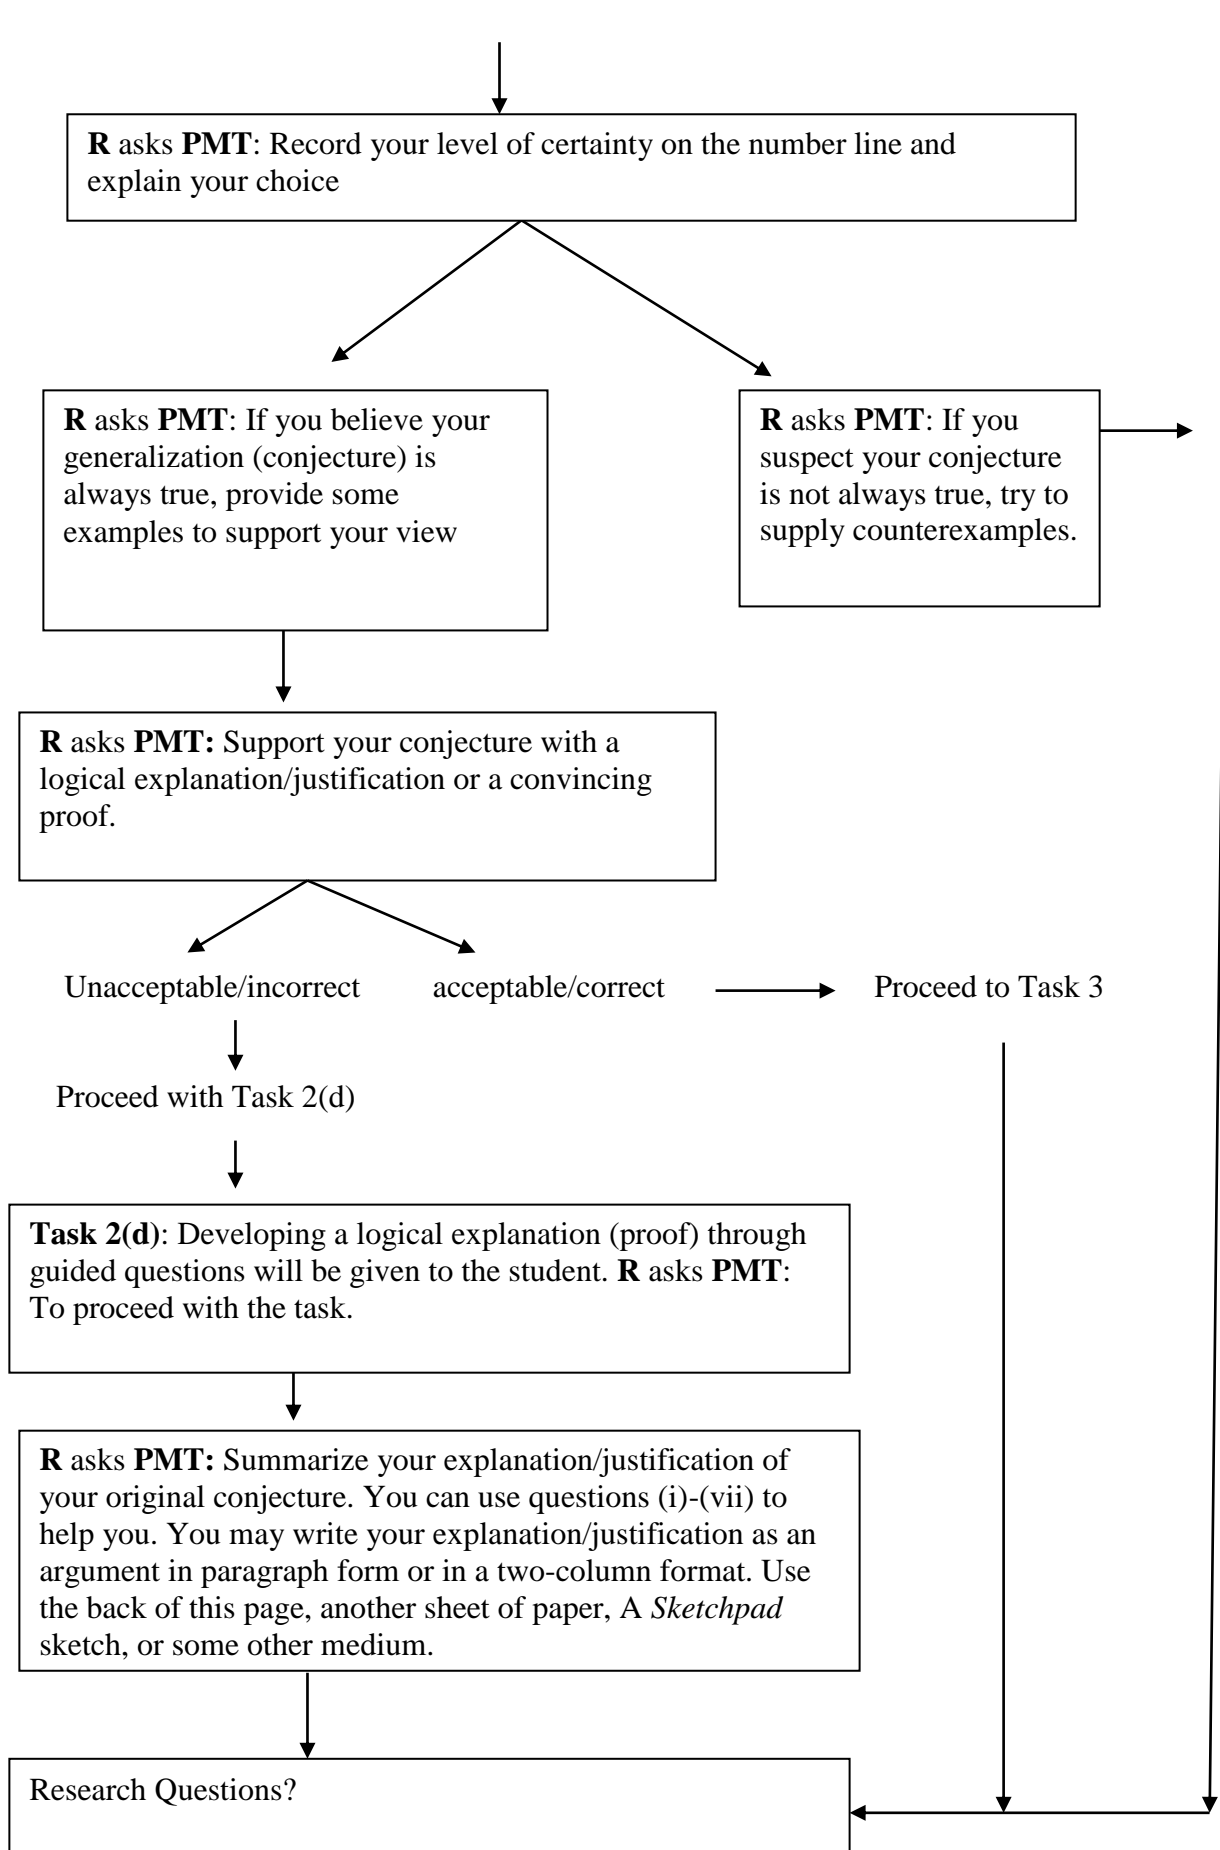 R asks PMT: Record your level of certainty on the number line and
explain your choice
R asks PMT: If you believe your
generalization (conjecture) is
always true, provide some
examples to support your view
R asks PMT: If you
suspect your conjecture
is not always true, try to
supply counterexamples.
R asks PMT: Support your conjecture with a
logical explanation/justification or a convincing
proof.
Unacceptable/incorrect
acceptable/correct
Proceed to Task 3
Proceed with Task 2(d)
Task 2(d): Developing a logical explanation (proof) through
guided questions will be given to the student. R asks PMT:
To proceed with the task.
R asks PMT: Summarize your explanation/justification of
your original conjecture. You can use questions (i)-(vii) to
help you. You may write your explanation/justification as an
argument in paragraph form or in a two-column format. Use
the back of this page, another sheet of paper, A Sketchpad
sketch, or some other medium.
Research Questions?